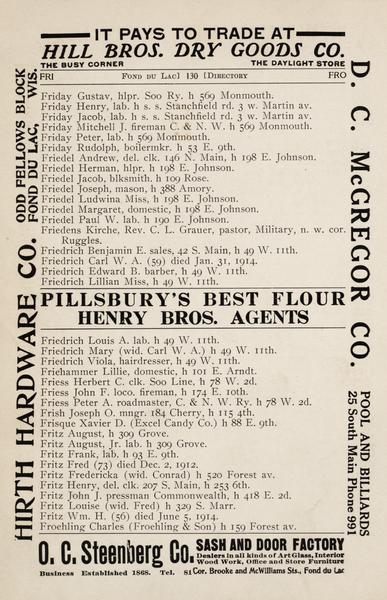 IT PAYS TO TRADE AT
HILL BROS. DRY GOODS CO.
THE BUSY CORNER THE DAYLIGHT STORE
FRI FOND DU LAC] 130 [DIRECTORY FRO
Friday Gustav, hlpr. Soo Ry. h 569 Monmouth.
Friday Henry, lab. h s. s. Stanchfield rd. 3 w. Martin av.
Friday Jacob, lab. h s. s. Stanchfield rd. 3 w. Martin av.
Friday Mitchell J. fireman C. & N. W. h 569 Monmouth.
Friday Peter, lab. h 569 Monmouth.
Friday Rudolph, boilermkr. h 53 E. 9th.
Friedel Andrew, del. clk. 146 N. Main, h 198 E. Johnson.
Friedel Herman, hlpr. h 198 E. Johnson.
Friedel Jacob, blksmith. h 109 Rose.
Friedel Joseph, mason, h 388 Amory.
Friedel Ludwina Miss, h 198 E. Johnson.
Friedel Margaret, domestic, h 198 E. Johnson.
Friedel Paul W. lab. h 190 E. Johnson.
Friedens Kirche, Rev. C. L. Grauer, pastor, Military, n. w. cor.
Ruggles.
Friedrich Benjamin E. sales, 42 S. Main, h 49 W. 11th.
Friedrich Carl W. A. (59) died Jan. 31, 1914.
Friedrich Edward B. barber, h 49 W. 11th.
Friedrich Lillian Miss, h 49 W. 11th.
PILLSBURY'S BEST FLOUR
HENRY BROS. AGENTS
Friedrich Louis A. lab. h 49 W. 11th.
Friedrich Mary (wid. Carl W. A.) h 49 W. 11th.
Friedrich Viola, hairdresser, h 49 W. 11th.
Friehammer Lillie, domestic, h 101 E. Arndt.
Friess Herbert C. clk. Soo Line, h 78 W. 2d.
Friess John F. loco. fireman, h 174 E. 10th.
Friess Peter A. roadmaster, C. & N. W. Ry. h 78 W. 2d.
Frish Joseph O. mngr. 184 Cherry, h 115 4th.
Frisque Xavier D. (Excel Candy Co.) h 88 E. 9th.
Fritz August, h 309 Grove.
Fritz August, Jr. lab. h 309 Grove.
Fritz Frank, lab. h 93 E. 9th.
Fritz Fred (73) died Dec. 2, 1912.
Fritz Fredericka (wid. Conrad) h 520 Forest av.
Fritz Henry, del. clk. 207 S. Main, h 253 6th.
Fritz John J. pressman Commonwealth, h 418 E. 2d.
Fritz Louise (wid. Fred) h 329 S. Marr.
Fritz Wm. H. (56) died June 5, 1914.
Froehling Charles (Froehling & Son) h 159 Forest av.
HIRTH HARDWARE CO.
ODD FELLOWS BLOCK
FOND DU LAC, WIS.
D. C. McGREGOR CO.
POOL AND BILLIARDS
25 South Main Phone 991
O. C. Steenberg Co.
SASH AND DOOR FACTORY
Dealers in all kinds of Art Glass, Interior
Wood Work, Office and Store Furniture
Business Established 1868. Tel. 81 Cor. Brooke and McWilliams Sts., Fond du Lac